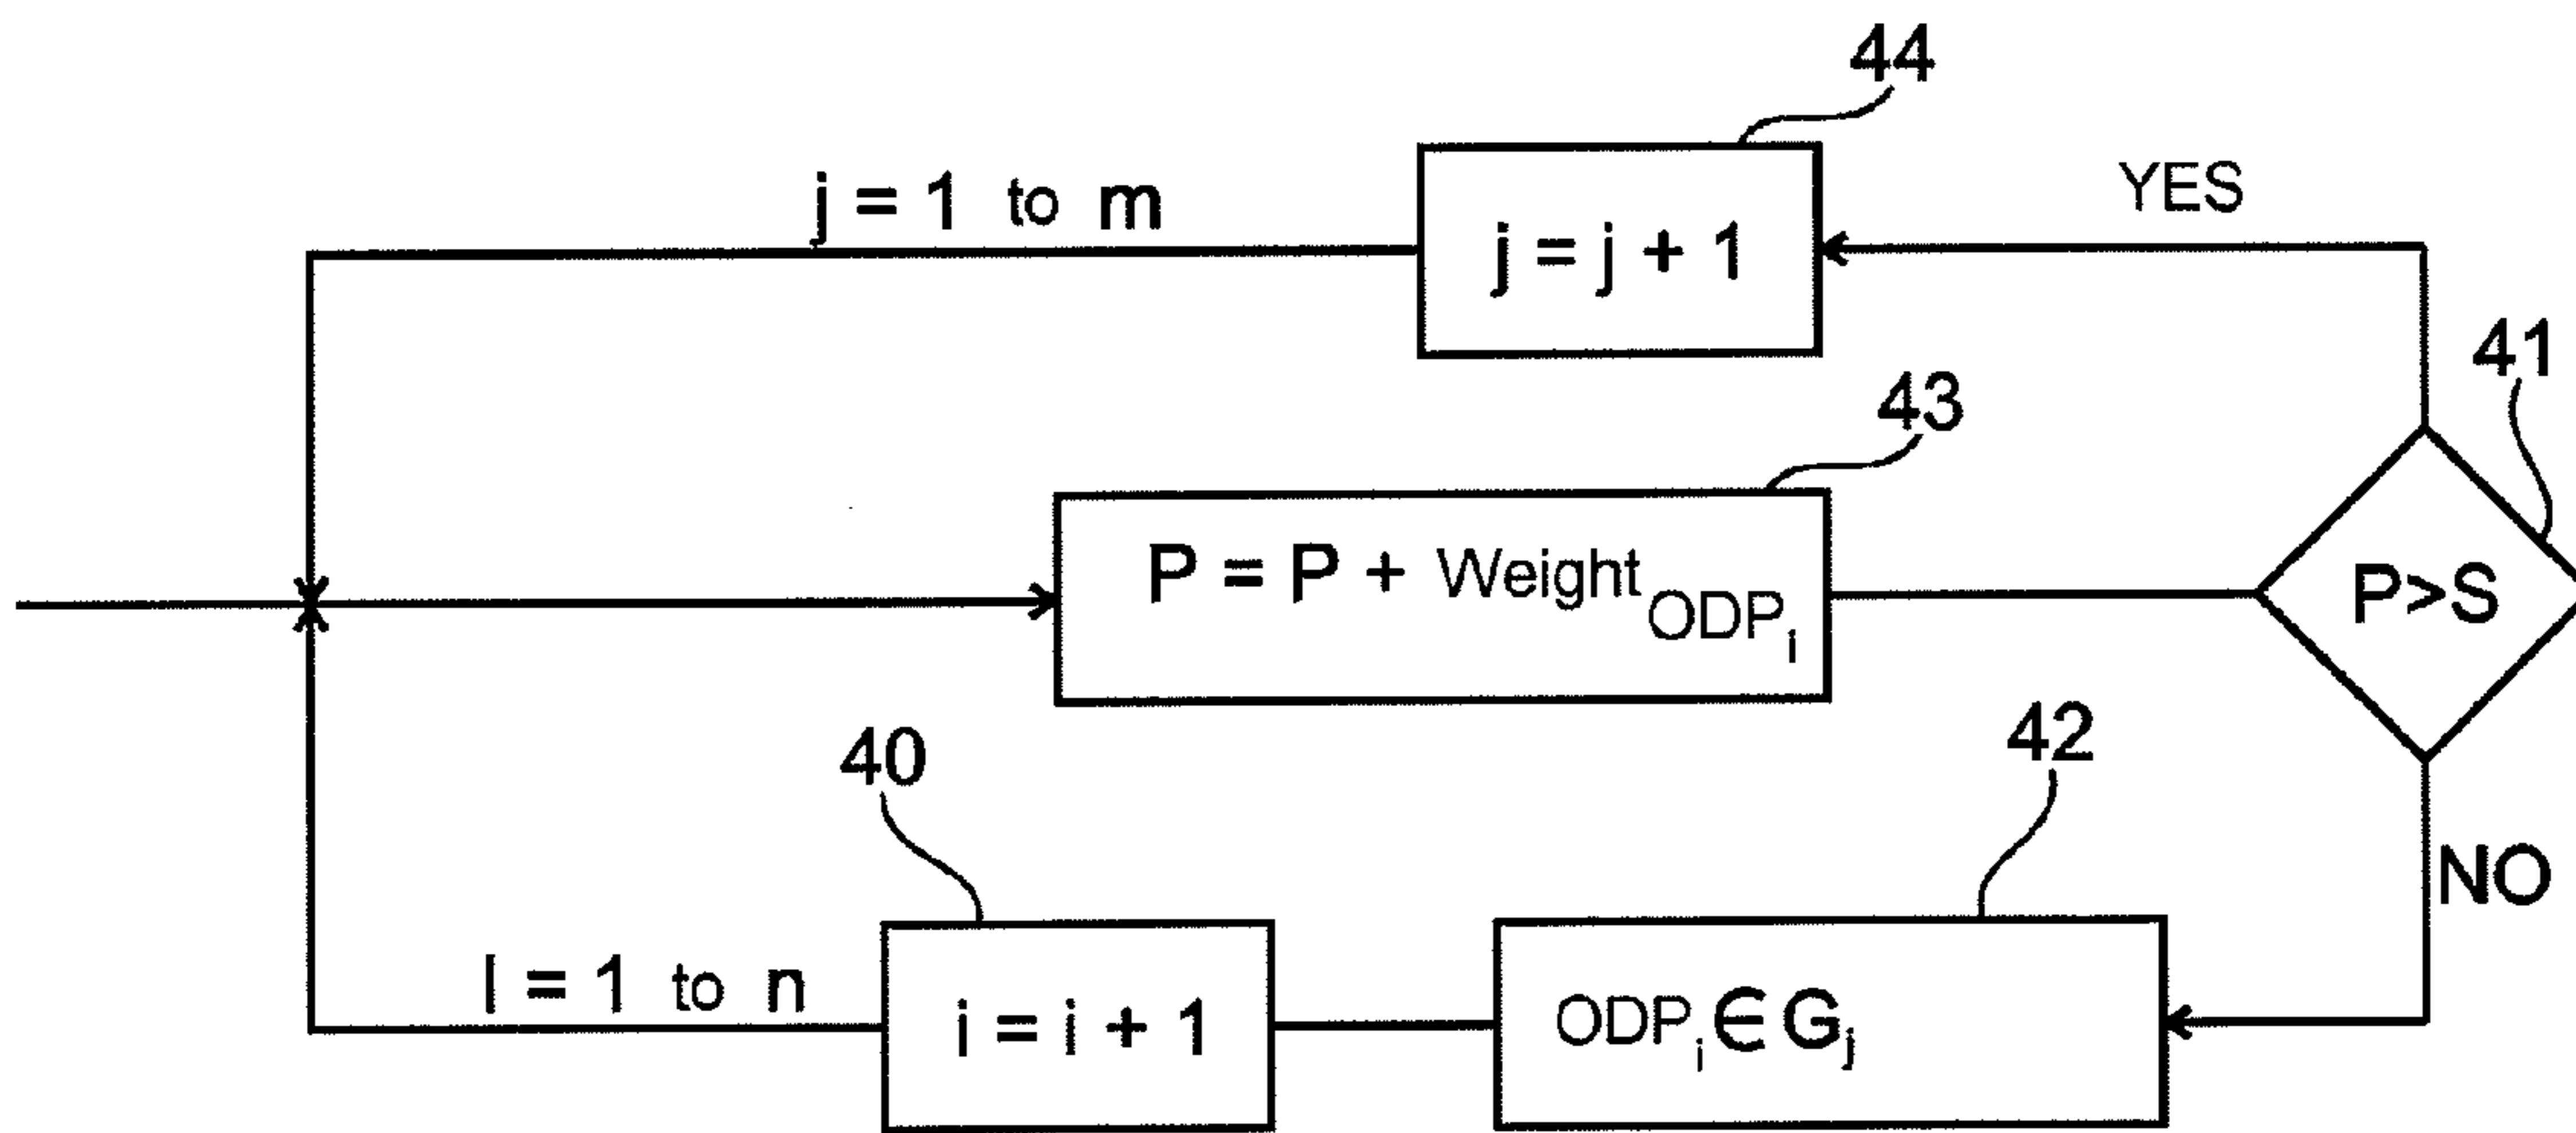 44
j = 1 to m
j = j + 1
YES
41
43
P = P + Weight ODPi
P>S
40
42
NO
I = 1 to n
i = i + 1
ODPi ∈ Gj